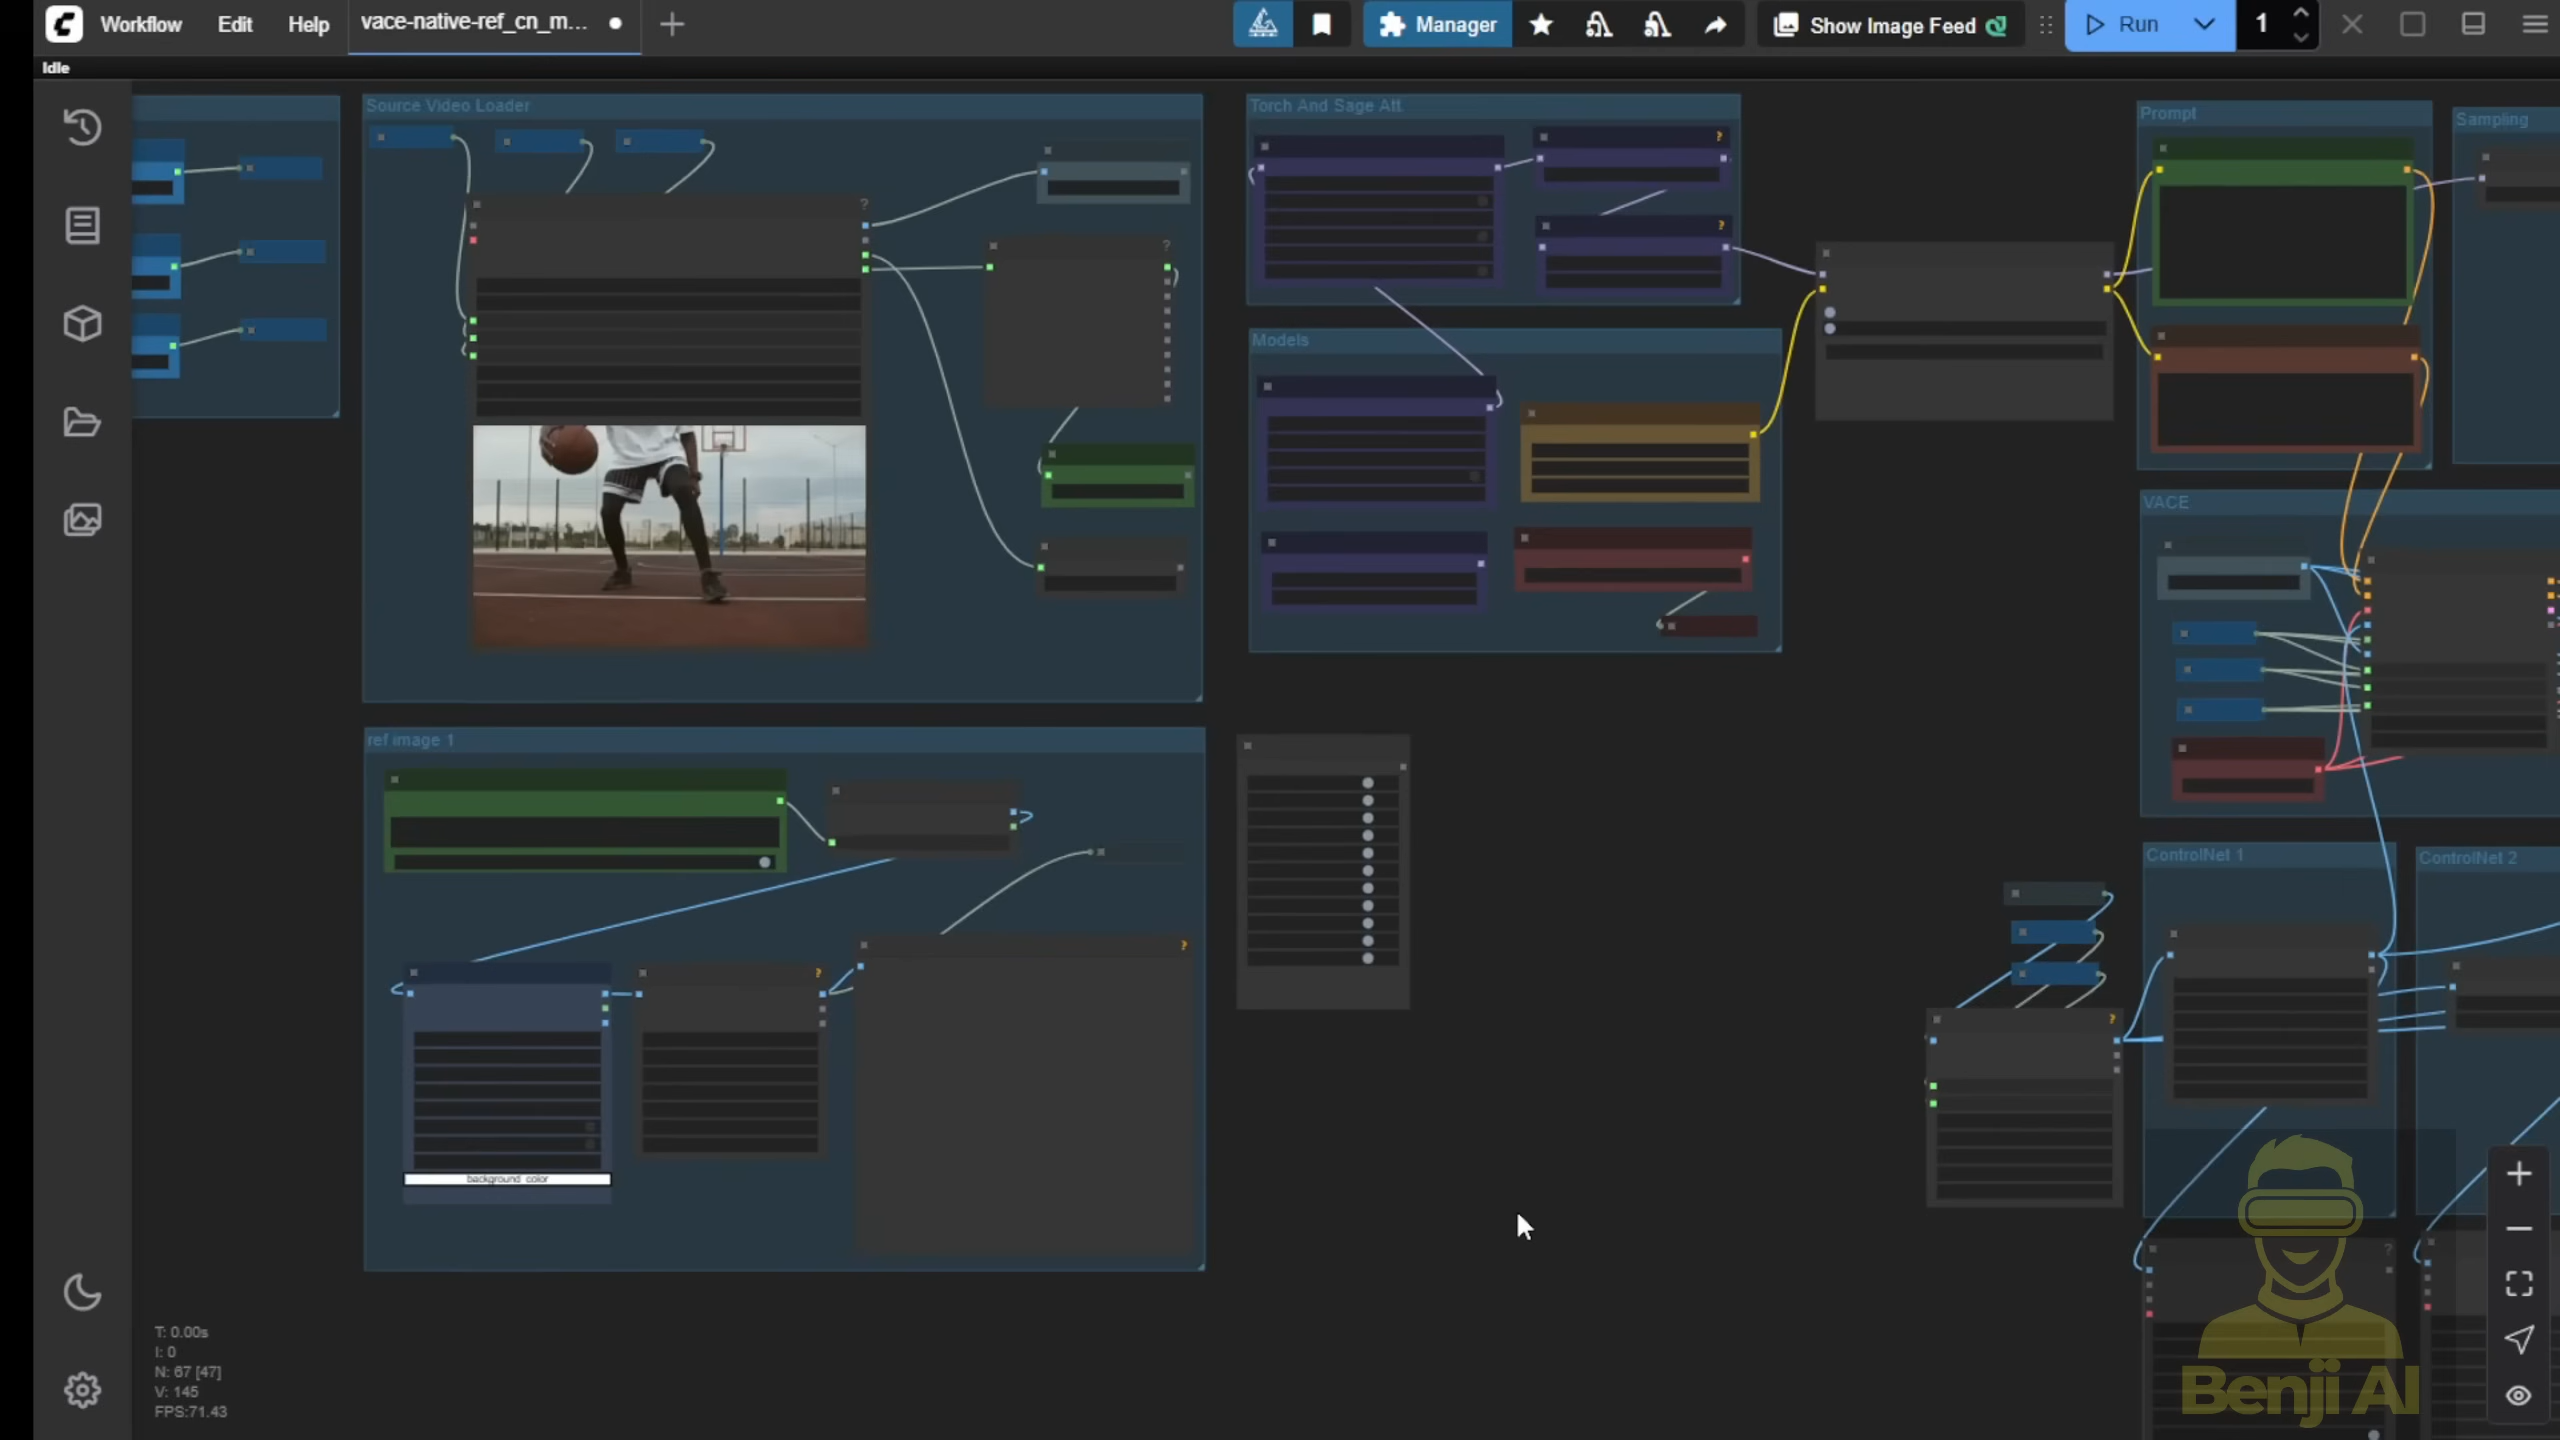 Workflow Edit Help vace-native-ref_cn_m...
Manager
Show Image Feed
Run
1
Idle
Source Video Loader
Torch And Sage Att.
Prompt
Sampling
?
?
?
?
?
Models
VACE
ref image 1
?
?
ControlNet 1
ControlNet 2
?
background_color
?
T: 0.00s
I: 0
N: 67 [47]
V: 145
FPS:71.43
Benji AI